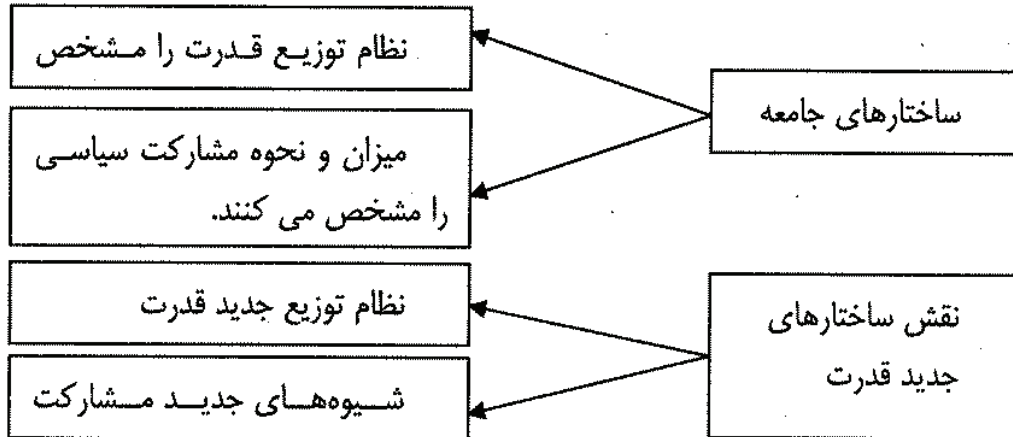 ساختارهای جامعه
نظام توزیع قدرت را مشخص
میزان و نحوه مشارکت سیاسی
را مشخص می کنند.
نقش ساختارهای
جدید قدرت
نظام توزیع جدید قدرت
شیوه‌های جدید مشارکت